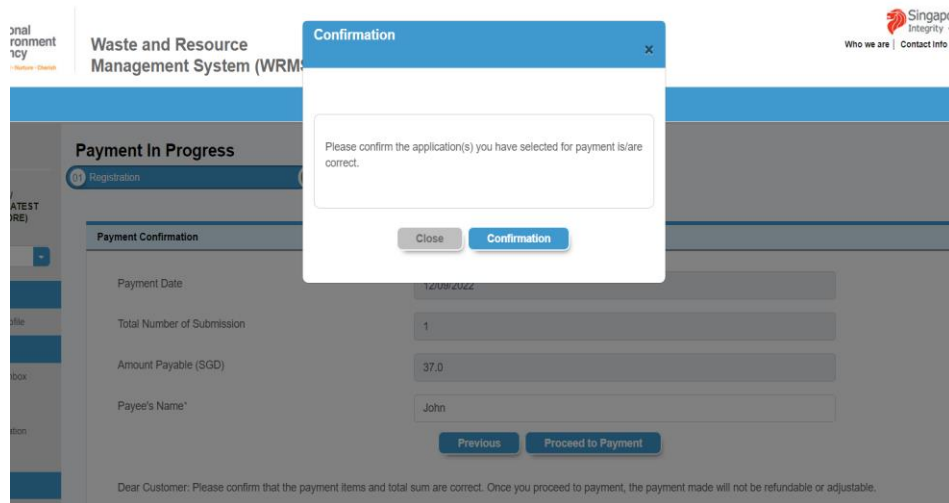 Singap
Integrity
Waste and Resource
Management System (WRMS
Who we are | Contact Info
Confirmation
x
Please confirm the application(s) you have selected for payment is/are
correct.
Close
Confirmation
Payment In Progress
01 Registration
Payment Confirmation
Payment Date
12/09/2022
Total Number of Submission
1
Amount Payable (SGD)
37.0
Payee's Name*
John
Previous
Proceed to Payment
Dear Customer: Please confirm that the payment items and total sum are correct. Once you proceed to payment, the payment made will not be refundable or adjustable.